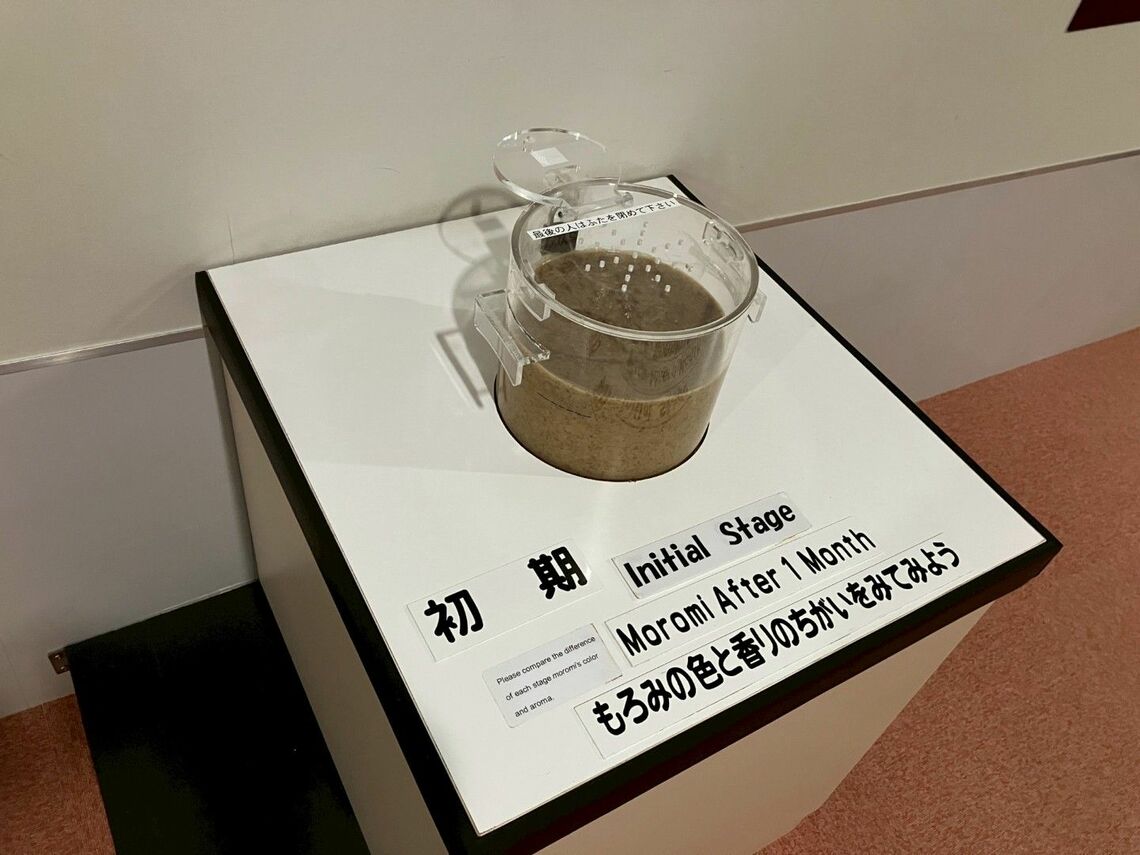 最後の人はふたを閉めて下さい
初 期
Initial Stage
Moromi After 1 Month
Please compare the difference
of each stage moromi's color
and aroma.
もろみの色と香りのちがいをみてみよう